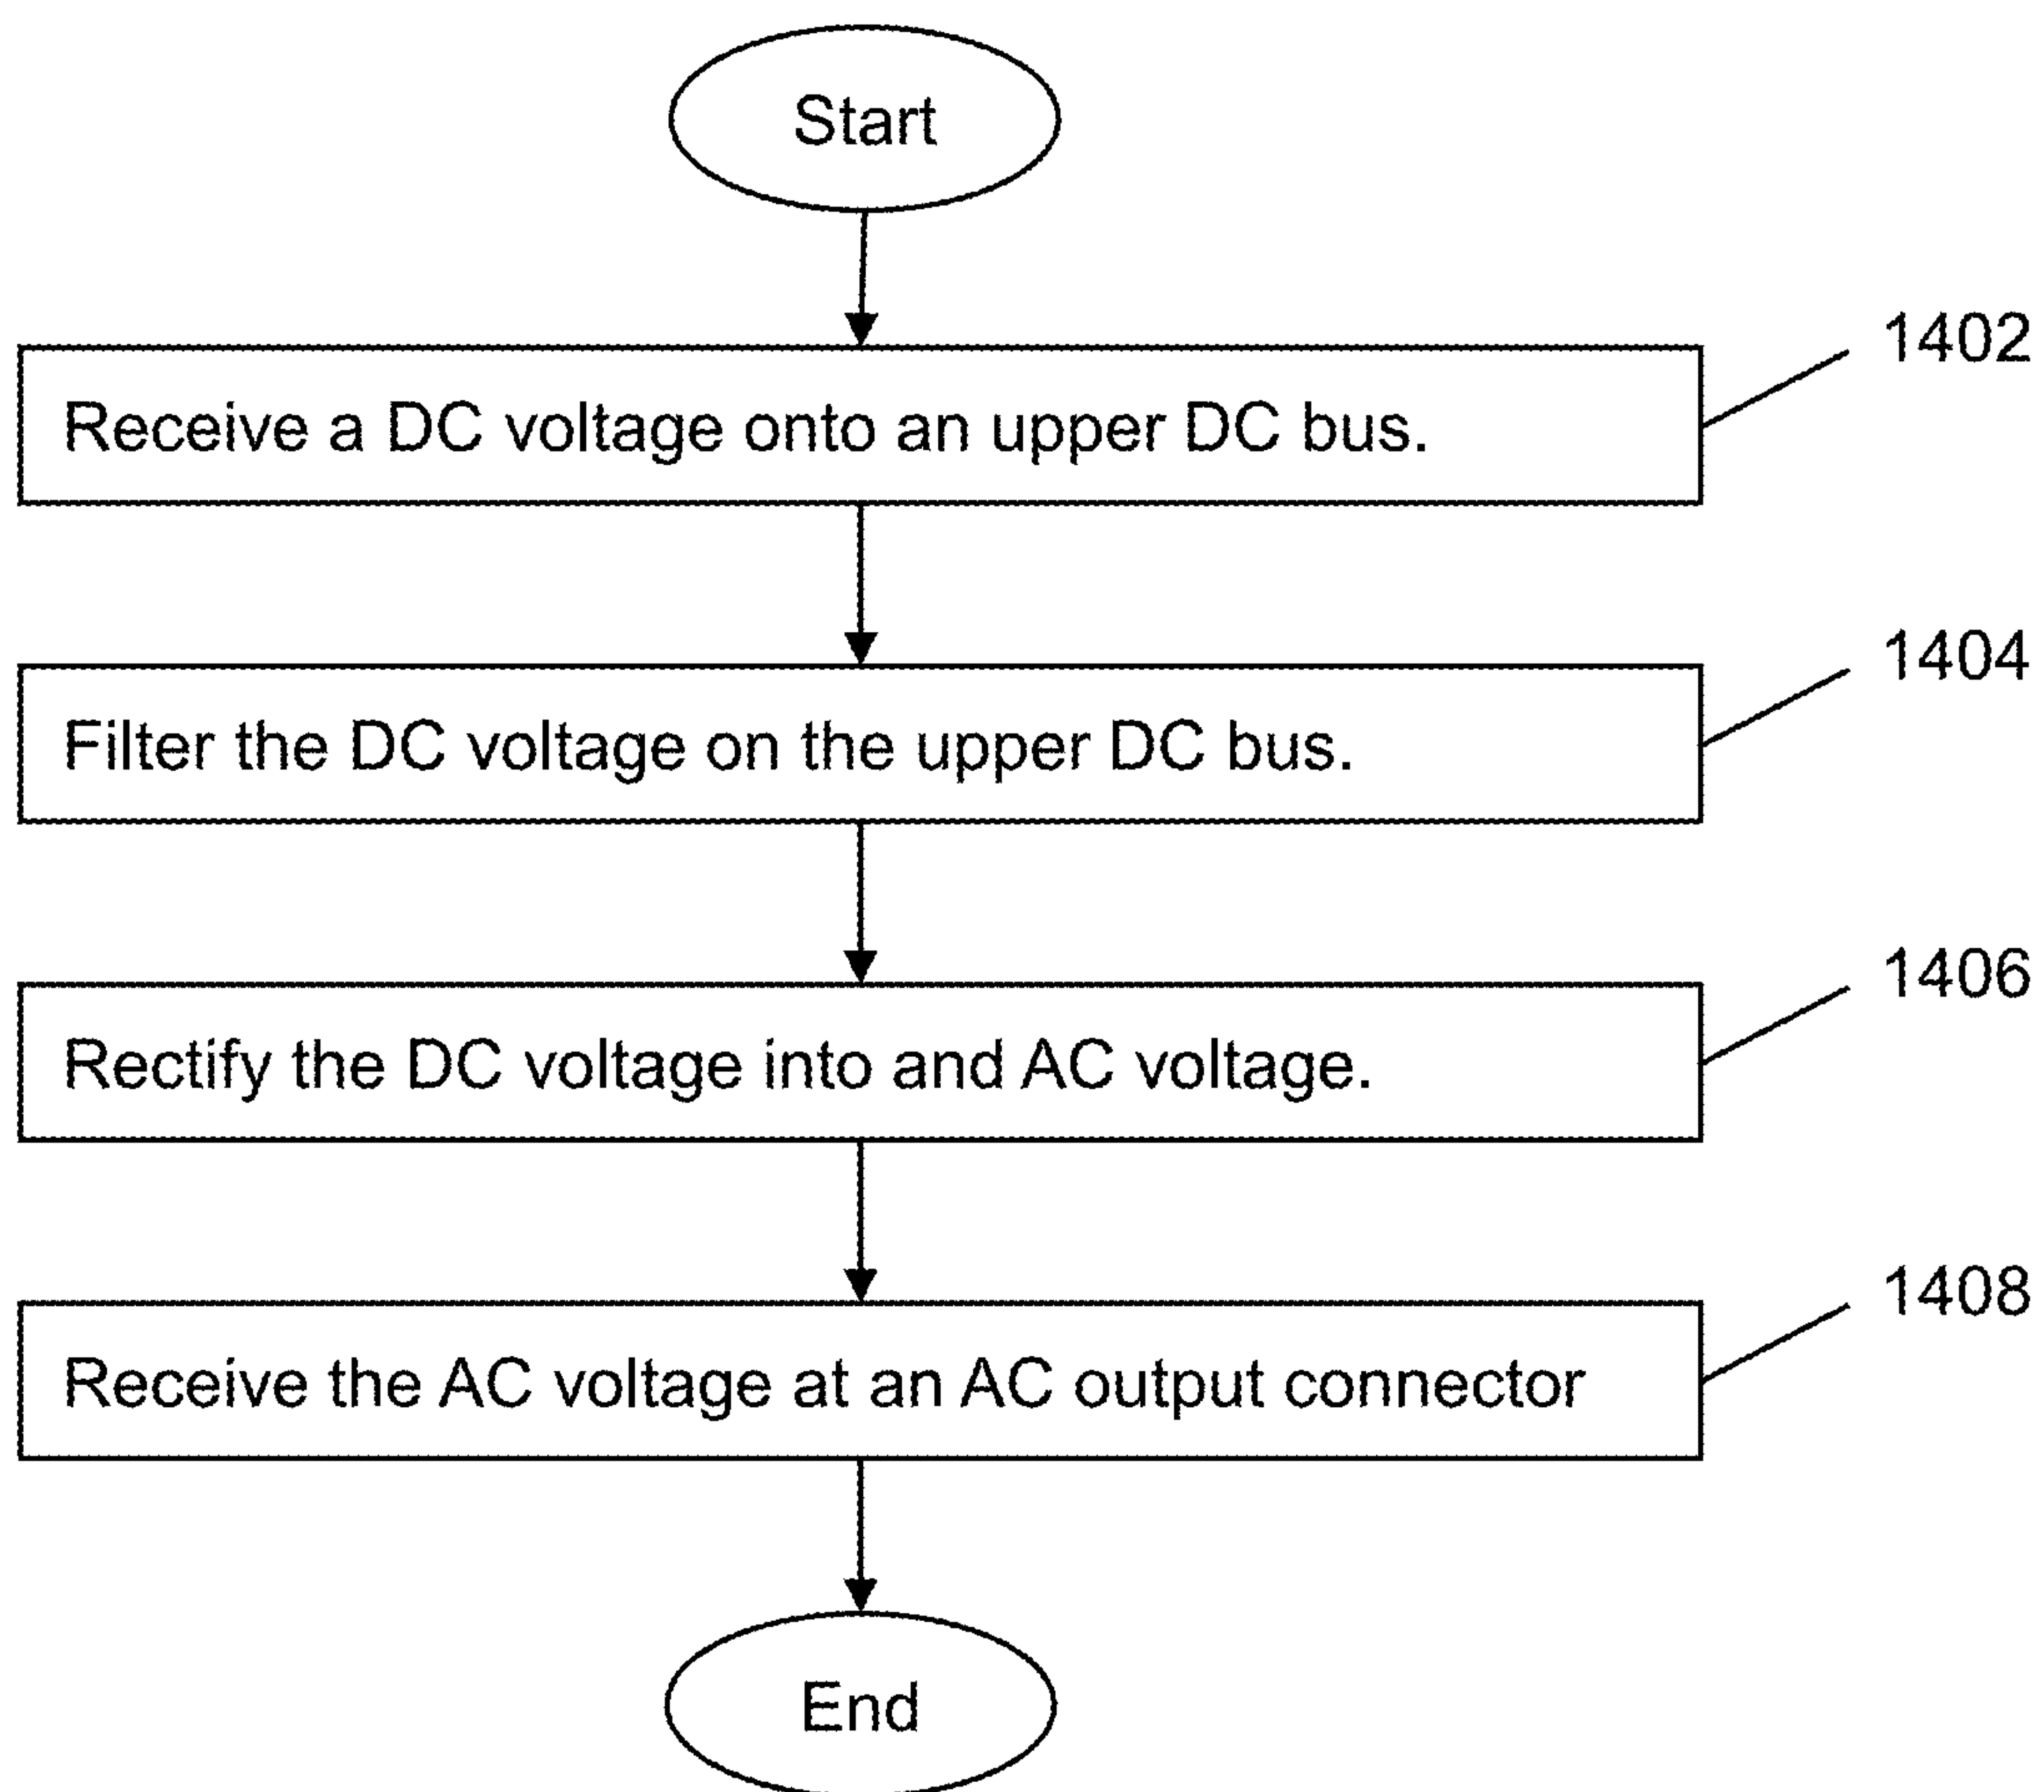 Start
1402
Receive a DC voltage onto an upper DC bus.
1404
Filter the DC voltage on the upper DC bus.
1406
Rectify the DC voltage into and AC voltage.
1408
Receive the AC voltage at an AC output connector
End